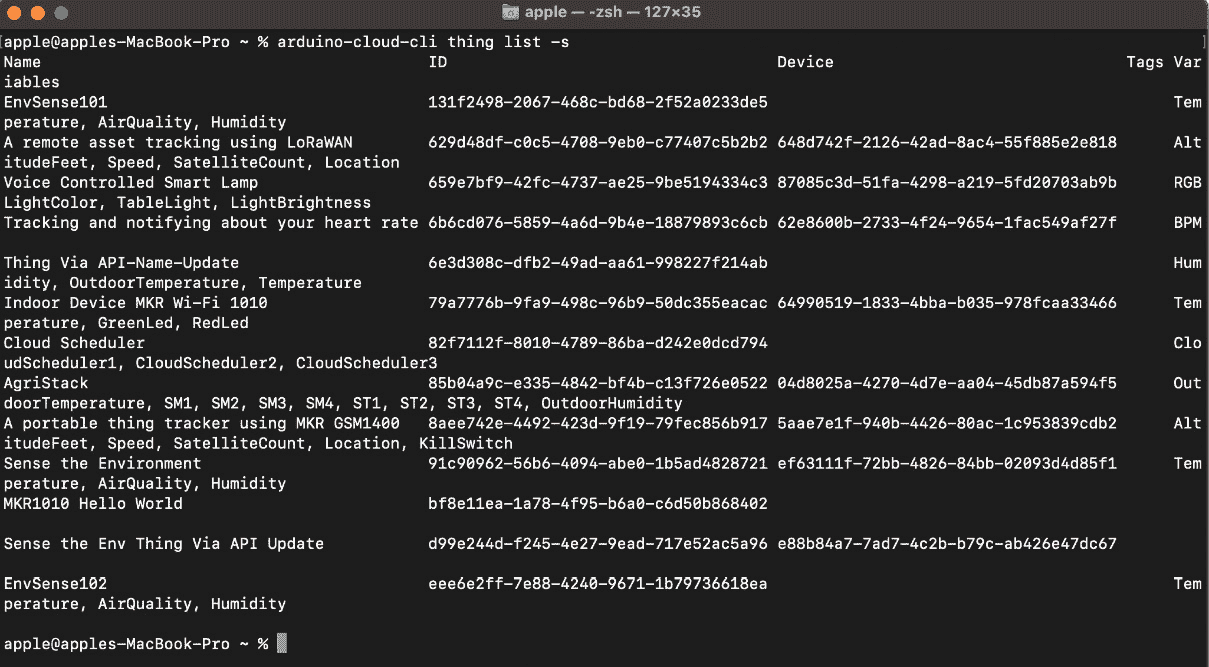 apple — -zsh — 127×35
apple@apples-MacBook-Pro ~ % arduino-cloud-cli thing list -s
Name ID Device Tags Var
iables
EnvSense101 131f2498-2067-468c-bd68-2f52a0233de5 Tem
perature, AirQuality, Humidity
A remote asset tracking using LoRaWAN 629d48df-c0c5-4708-9eb0-c77407c5b2b2 648d742f-2126-42ad-8ac4-55f885e2e818 Alt
itudeFeet, Speed, SatelliteCount, Location
Voice Controlled Smart Lamp 659e7bf9-42fc-4737-ae25-9be5194334c3 87085c3d-51fa-4298-a219-5fd20703ab9b RGB
LightColor, TableLight, LightBrightness
Tracking and notifying about your heart rate 6b6cd076-5859-4a6d-9b4e-18879893c6cb 62e8600b-2733-4f24-9654-1fac549af27f BPM
Thing Via API-Name-Update 6e3d308c-dfb2-49ad-aa61-998227f214ab Hum
idity, OutdoorTemperature, Temperature
Indoor Device MKR Wi-Fi 1010 79a7776b-9fa9-498c-96b9-50dc355eacac 64990519-1833-4bba-b035-978fcaa33466 Tem
perature, GreenLed, RedLed
Cloud Scheduler 82f7112f-8010-4789-86ba-d242e0dcd794 Clo
udScheduler1, CloudScheduler2, CloudScheduler3
AgriStack 85b04a9c-e335-4842-bf4b-c13f726e0522 04d8025a-4270-4d7e-aa04-45db87a594f5 Out
doorTemperature, SM1, SM2, SM3, SM4, ST1, ST2, ST3, ST4, OutdoorHumidity
A portable thing tracker using MKR GSM1400 8aee742e-4492-423d-9f19-79fec856b917 5aae7e1f-940b-4426-80ac-1c953839cdb2 Alt
itudeFeet, Speed, SatelliteCount, Location, KillSwitch
Sense the Environment 91c90962-56b6-4094-abe0-1b5ad4828721 ef63111f-72bb-4826-84bb-02093d4d85f1 Tem
perature, AirQuality, Humidity
MKR1010 Hello World bf8e11ea-1a78-4f95-b6a0-c6d50b868402
Sense the Env Thing Via API Update d99e244d-f245-4e27-9ead-717e52ac5a96 e88b84a7-7ad7-4c2b-b79c-ab426e47dc67
EnvSense102 eee6e2ff-7e88-4240-9671-1b79736618ea Tem
perature, AirQuality, Humidity
apple@apples-MacBook-Pro ~ %